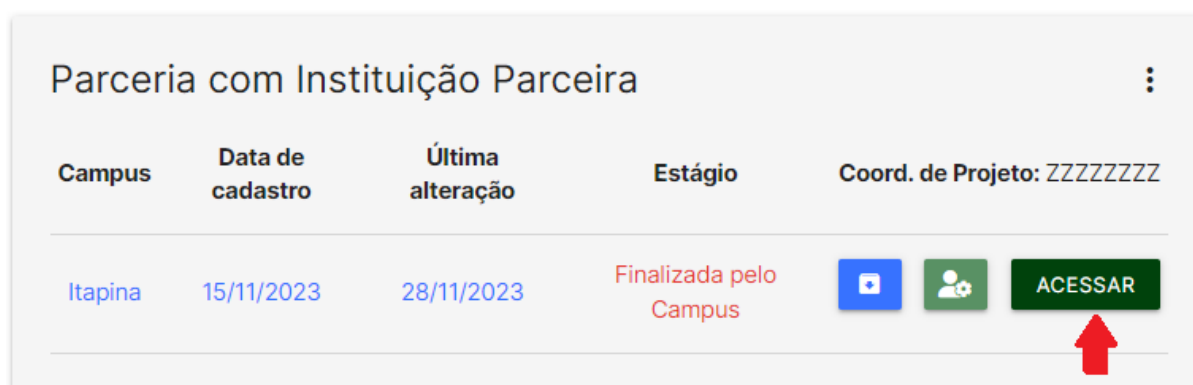 Parceria com Instituição Parceira
Campus
Data de
cadastro
Última
alteração
Estágio
Coord. de Projeto: ZZZZZZZZ
Itapina
15/11/2023
28/11/2023
Finalizada pelo
Campus
ACESSAR